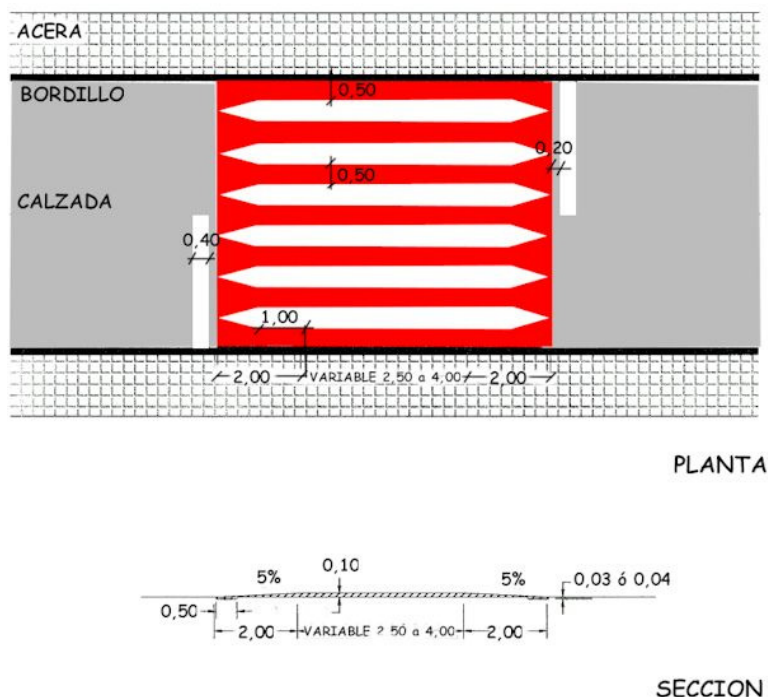 ACERA
BORDILLO
0,50
0,20
0,50
CALZADA
0,40
1,00
2,00 VARIABLE 2,50 a 4,00 2,00
PLANTA
0,10
5% 5% 0,03 ó 0,04
0,50
2,00 VARIABLE 2 50 a 4,00 2,00
SECCION